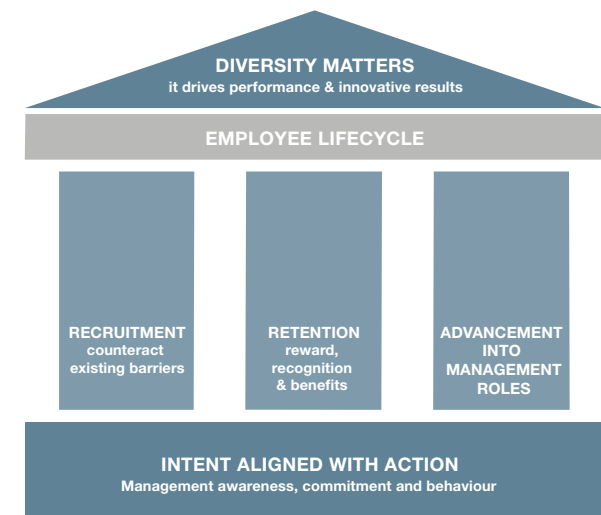 DIVERSITY MATTERS
it drives performance & innovative results
EMPLOYEE LIFECYCLE
RECRUITMENT
counteract
existing barriers
RETENTION
reward,
recognition
& benefits
ADVANCEMENT
INTO
MANAGEMENT
ROLES
INTENT ALIGNED WITH ACTION
Management awareness, commitment and behaviour